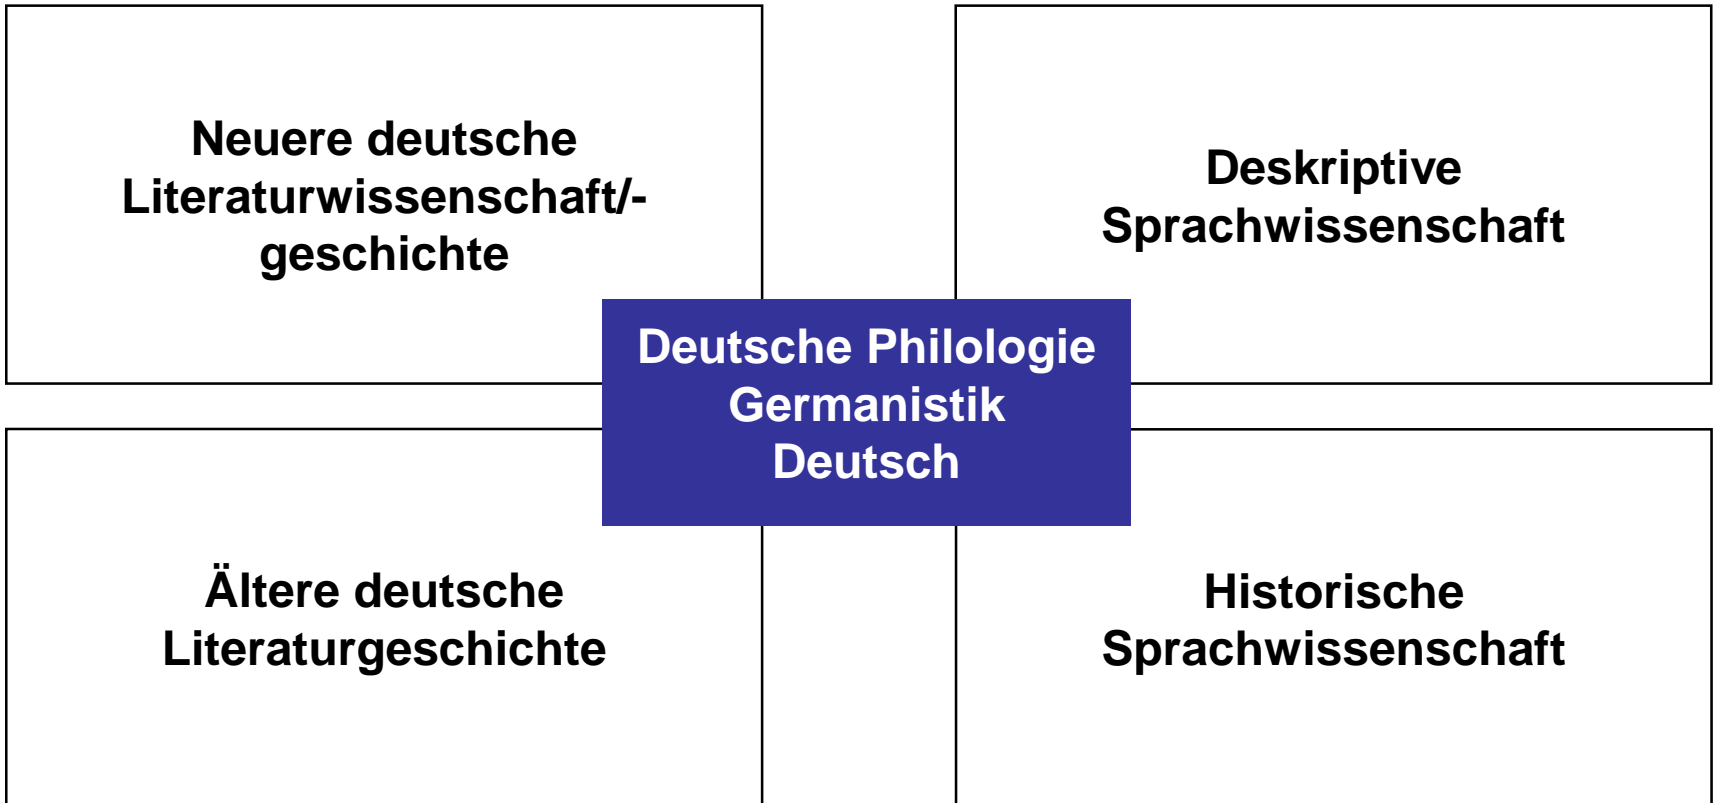 Neuere deutsche
Literaturwissenschaft/-
geschichte
Deskriptive
Sprachwissenschaft
Deutsche Philologie
Germanistik
Deutsch
Ältere deutsche
Literaturgeschichte
Historische
Sprachwissenschaft